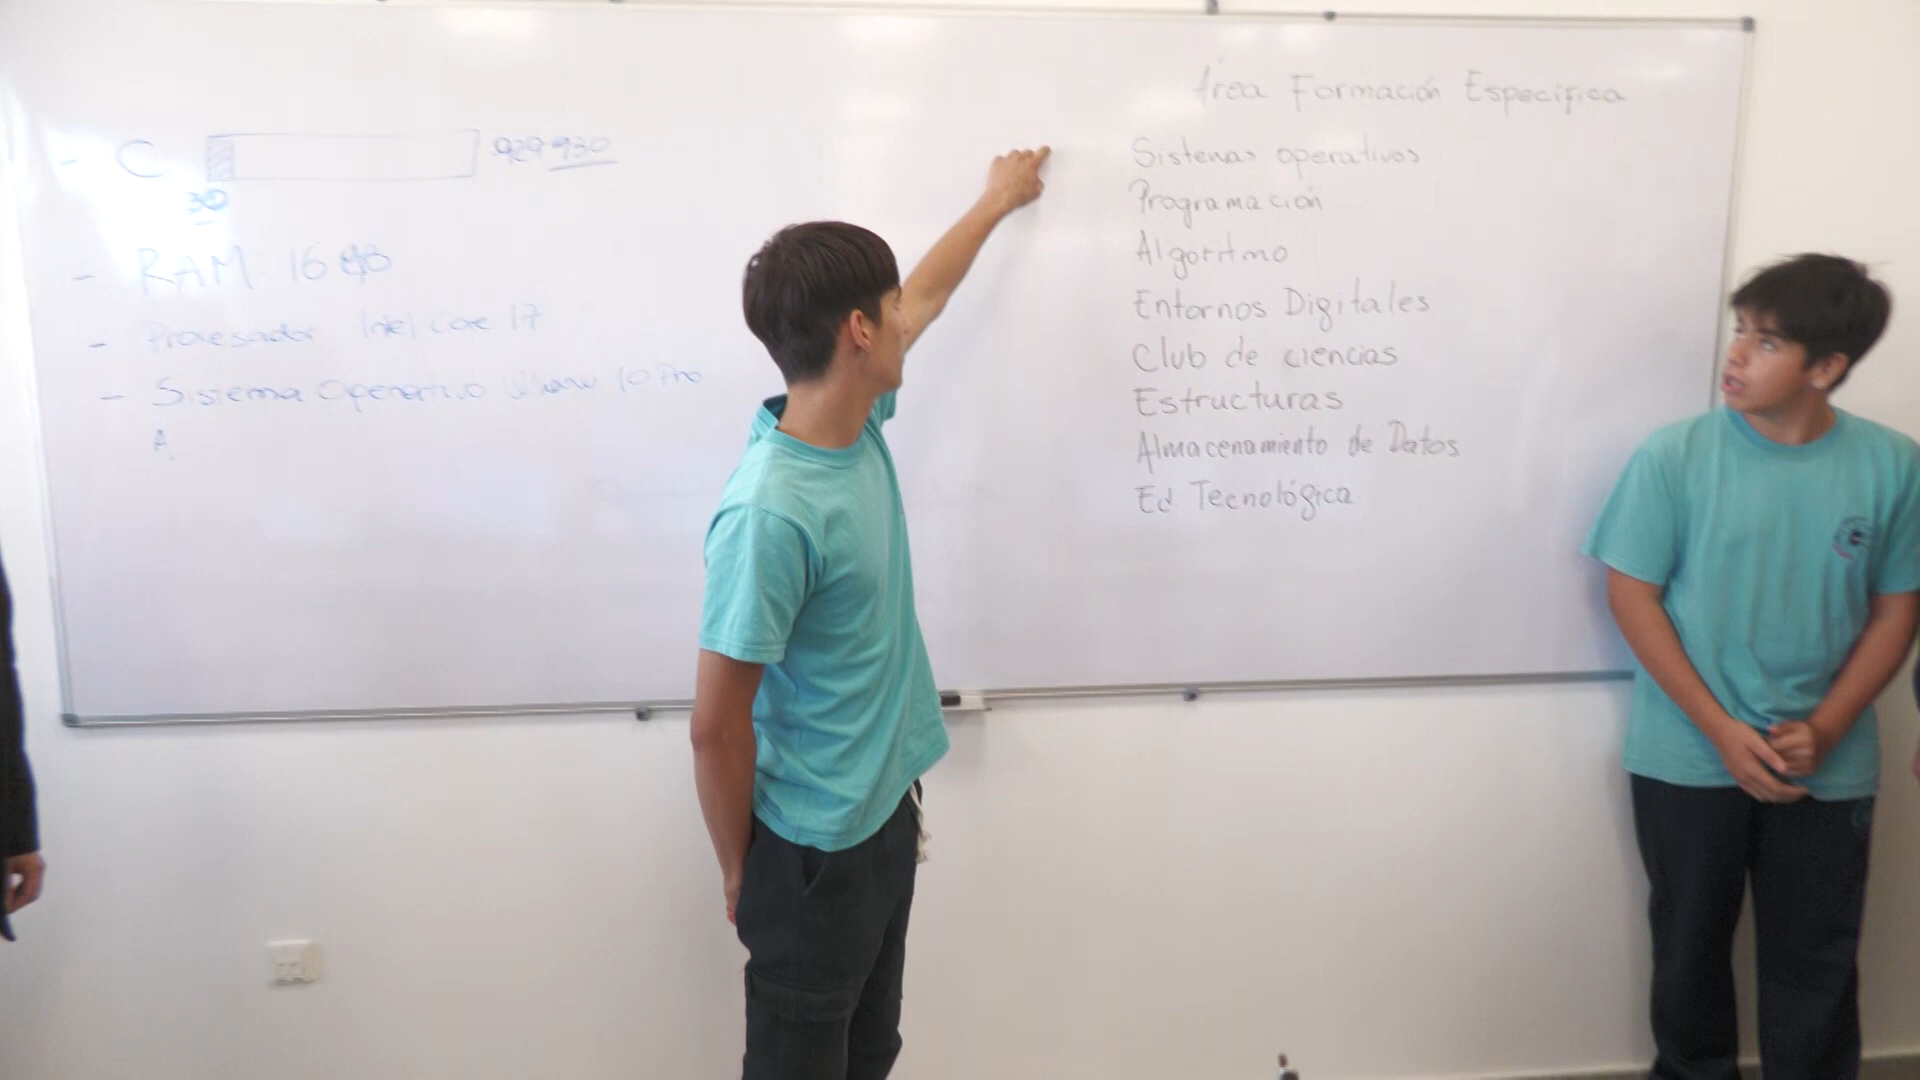 - C 929 930
30
- RAM 16 GB
- Procesador Intel Core i7
- Sistema Operativo 10 Pro
A
Área Formación Específica
Sistemas operativos
Programación
Algoritmo
Entornos Digitales
Club de ciencias
Estructuras
Almacenamiento de Datos
Ed Tecnológica